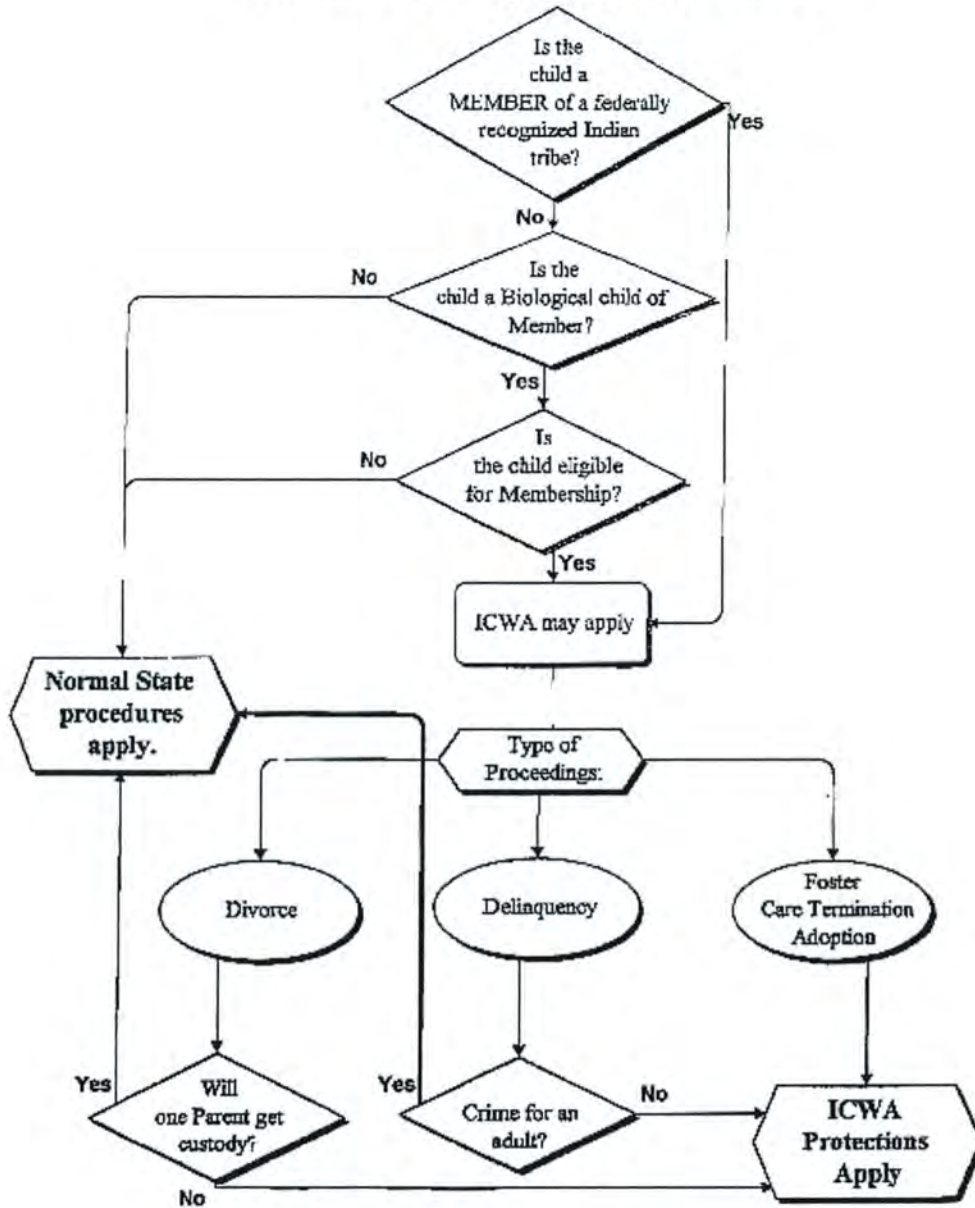 Is the
child a
MEMBER of a federally
recognized Indian
tribe?
Yes
No
Is the
child a Biological child of
Member?
No
Yes
Is
the child eligible
for Membership?
No
Yes
ICWA may apply
Normal State
procedures
apply.
Type of
Proceedings:
Divorce
Delinquency
Foster
Care Termination
Adoption
Will
one Parent get
custody?
Yes
No
Crime for an
adult?
Yes
No
ICWA
Protections
Apply